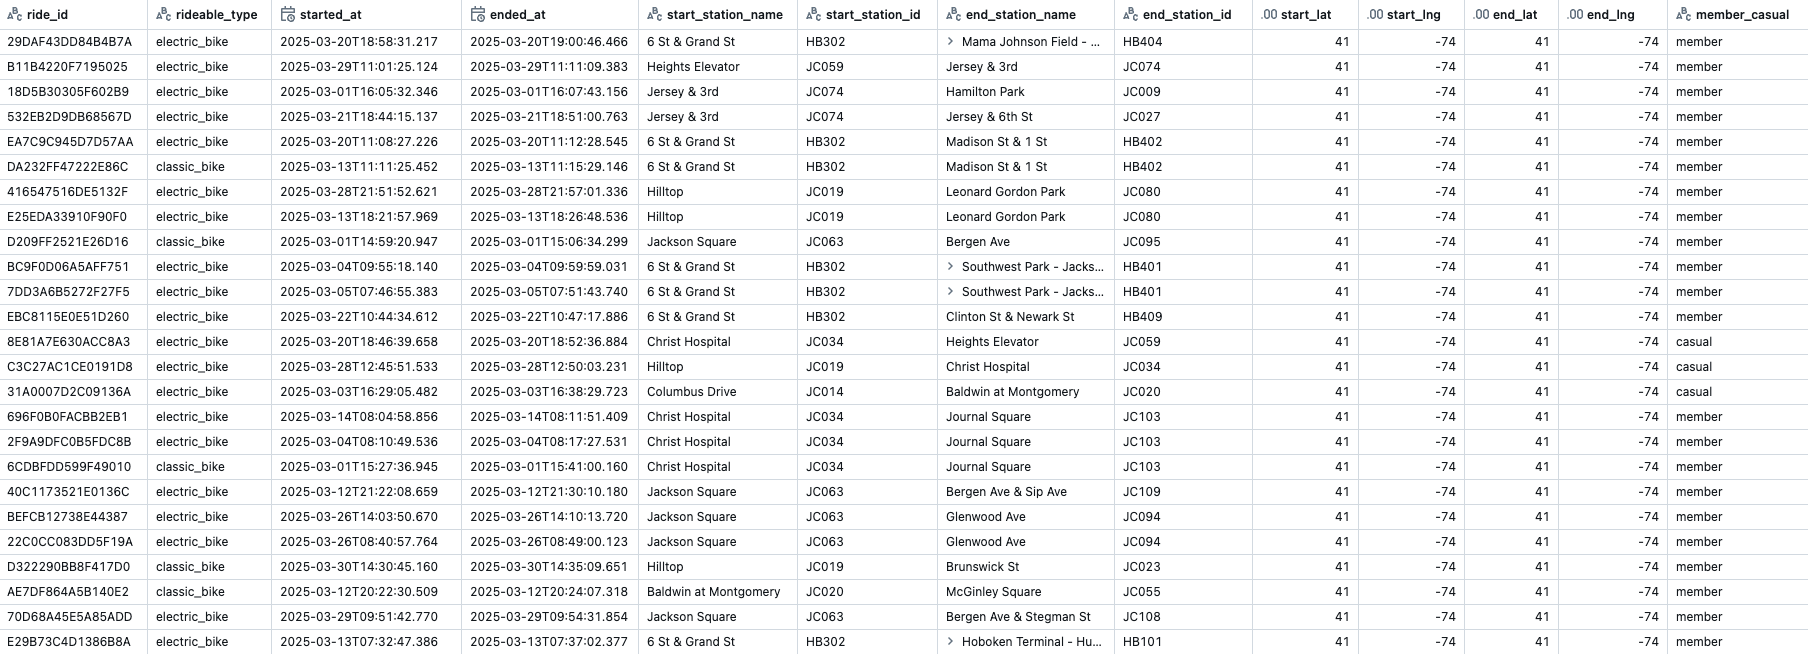 ride_id rideable_type started_at ended_at start_station_name start_station_id end_station_name end_station_id .00 start_lat .00 start_lng .00 end_lat .00 end_lng member_casual
29DAF43DD84B4B7A electric_bike 2025-03-20T18:58:31.217 2025-03-20T19:00:46.466 6 St & Grand St HB302 Mama Johnson Field - ... HB404 41 -74 41 -74 member
B11B4220F7195025 electric_bike 2025-03-29T11:01:25.124 2025-03-29T11:11:09.383 Heights Elevator JC059 Jersey & 3rd JC074 41 -74 41 -74 member
18D5B30305F602B9 electric_bike 2025-03-01T16:05:32.346 2025-03-01T16:07:43.156 Jersey & 3rd JC074 Hamilton Park JC009 41 -74 41 -74 member
532EB2D9DB68567D electric_bike 2025-03-21T18:44:15.137 2025-03-21T18:51:00.763 Jersey & 3rd JC074 Jersey & 6th St JC027 41 -74 41 -74 member
EA7C9C945D7D57AA electric_bike 2025-03-20T11:08:27.226 2025-03-20T11:12:28.545 6 St & Grand St HB302 Madison St & 1 St HB402 41 -74 41 -74 member
DA232FF47222E86C classic_bike 2025-03-13T11:11:25.452 2025-03-13T11:15:29.146 6 St & Grand St HB302 Madison St & 1 St HB402 41 -74 41 -74 member
416547516DE5132F electric_bike 2025-03-28T21:51:52.621 2025-03-28T21:57:01.336 Hilltop JC019 Leonard Gordon Park JC080 41 -74 41 -74 member
E25EDA33910F90F0 electric_bike 2025-03-13T18:21:57.969 2025-03-13T18:26:48.536 Hilltop JC019 Leonard Gordon Park JC080 41 -74 41 -74 member
D209FF2521E26D16 classic_bike 2025-03-01T14:59:20.947 2025-03-01T15:06:34.299 Jackson Square JC063 Bergen Ave JC095 41 -74 41 -74 member
BC9F0D06A5AFF751 electric_bike 2025-03-04T09:55:18.140 2025-03-04T09:59:59.031 6 St & Grand St HB302 Southwest Park - Jacks... HB401 41 -74 41 -74 member
7DD3A6B5272F27F5 electric_bike 2025-03-05T07:46:55.383 2025-03-05T07:51:43.740 6 St & Grand St HB302 Southwest Park - Jacks... HB401 41 -74 41 -74 member
EBC8115E0E51D260 electric_bike 2025-03-22T10:44:34.612 2025-03-22T10:47:17.886 6 St & Grand St HB302 Clinton St & Newark St HB409 41 -74 41 -74 member
8E81A7E630ACC8A3 electric_bike 2025-03-20T18:46:39.658 2025-03-20T18:52:36.884 Christ Hospital JC034 Heights Elevator JC059 41 -74 41 -74 casual
C3C27AC1CE0191D8 electric_bike 2025-03-28T12:45:51.533 2025-03-28T12:50:03.231 Hilltop JC019 Christ Hospital JC034 41 -74 41 -74 casual
31A0007D2C09136A electric_bike 2025-03-03T16:29:05.482 2025-03-03T16:38:29.723 Columbus Drive JC014 Baldwin at Montgomery JC020 41 -74 41 -74 casual
696F0B0FACBB2EB1 electric_bike 2025-03-14T08:04:58.856 2025-03-14T08:11:51.409 Christ Hospital JC034 Journal Square JC103 41 -74 41 -74 member
2F9A9DFC0B5FDC8B electric_bike 2025-03-04T08:10:49.536 2025-03-04T08:17:27.531 Christ Hospital JC034 Journal Square JC103 41 -74 41 -74 member
6CDBFDD599F49010 classic_bike 2025-03-01T15:27:36.945 2025-03-01T15:41:00.160 Christ Hospital JC034 Journal Square JC103 41 -74 41 -74 member
40C1173521E0136C electric_bike 2025-03-12T21:22:08.659 2025-03-12T21:30:10.180 Jackson Square JC063 Bergen Ave & Sip Ave JC109 41 -74 41 -74 member
BEFCB12738E44387 electric_bike 2025-03-26T14:03:50.670 2025-03-26T14:10:13.720 Jackson Square JC063 Glenwood Ave JC094 41 -74 41 -74 member
22C0CC083DD5F19A electric_bike 2025-03-26T08:40:57.764 2025-03-26T08:49:00.123 Jackson Square JC063 Glenwood Ave JC094 41 -74 41 -74 member
D322290BB8F417D0 classic_bike 2025-03-30T14:30:45.160 2025-03-30T14:35:09.651 Hilltop JC019 Brunswick St JC023 41 -74 41 -74 member
AE7DF864A5B140E2 classic_bike 2025-03-12T20:22:30.509 2025-03-12T20:24:07.318 Baldwin at Montgomery JC020 McGinley Square JC055 41 -74 41 -74 member
70D68A45E5A85ADD electric_bike 2025-03-29T09:51:42.770 2025-03-29T09:54:31.854 Jackson Square JC063 Bergen Ave & Stegman St JC108 41 -74 41 -74 member
E29B73C4D1386B8A electric_bike 2025-03-13T07:32:47.386 2025-03-13T07:37:02.377 6 St & Grand St HB302 Hoboken Terminal - Hu... HB101 41 -74 41 -74 member